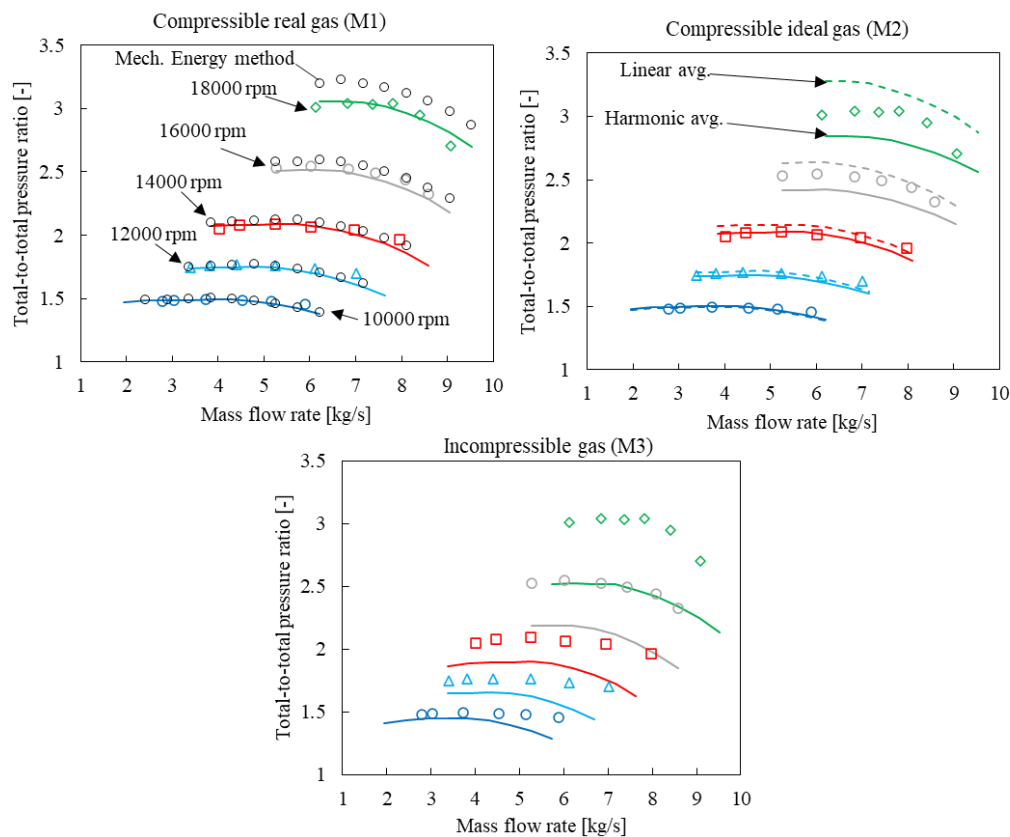 Compressible real gas (M1)
Total-to-total pressure ratio [-]
3.5
3
2.5
2
1.5
1
Mech. Energy method
18000 rpm
16000 rpm
14000 rpm
12000 rpm
10000 rpm
1 2 3 4 5 6 7 8 9 10
Mass flow rate [kg/s]
Compressible ideal gas (M2)
Total-to-total pressure ratio [-]
3.5
3
2.5
2
1.5
1
Linear avg.
Harmonic avg.
1 2 3 4 5 6 7 8 9 10
Mass flow rate [kg/s]
Incompressible gas (M3)
Total-to-total pressure ratio [-]
3.5
3
2.5
2
1.5
1
1 2 3 4 5 6 7 8 9 10
Mass flow rate [kg/s]